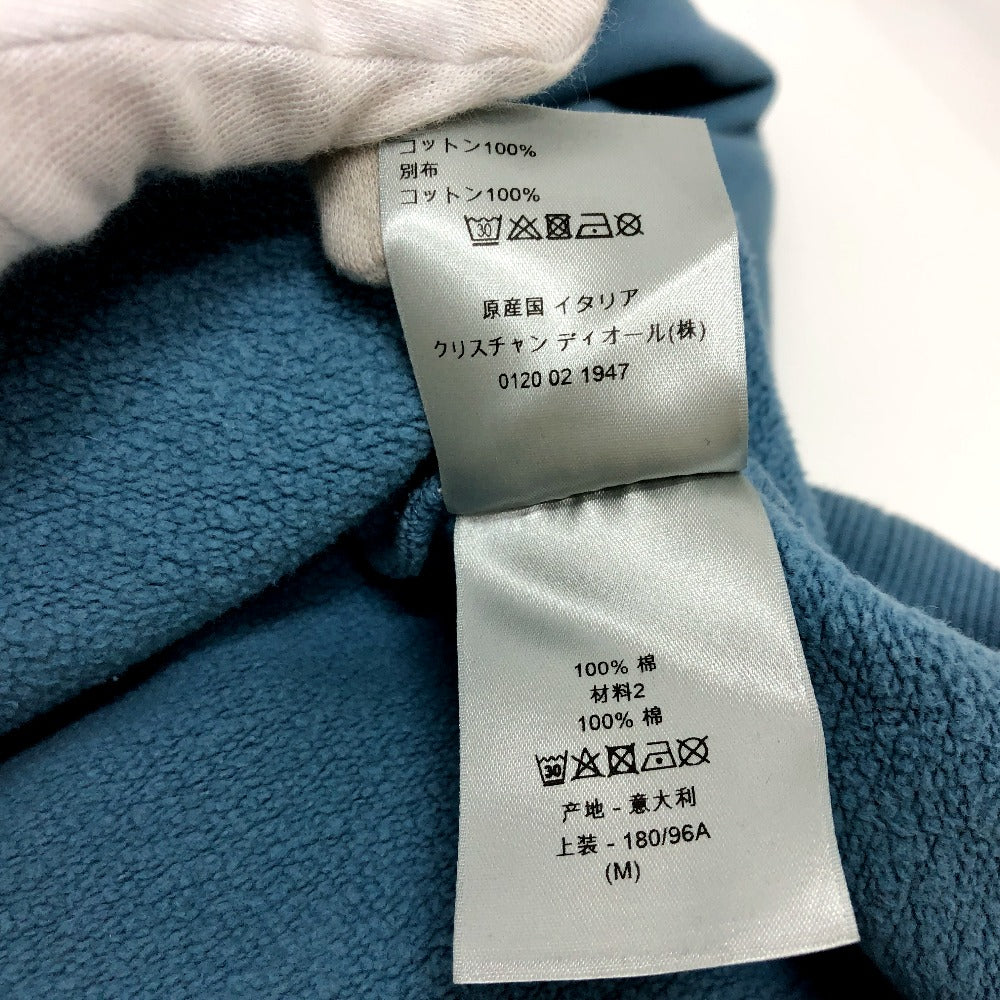 コットン100%
別布
コットン100%
30
原産国 イタリア
クリスチャン ディオール(株)
0120 02 1947
100% 棉
材料2
100% 棉
30
产地 - 意大利
上装 - 180/96A
(M)